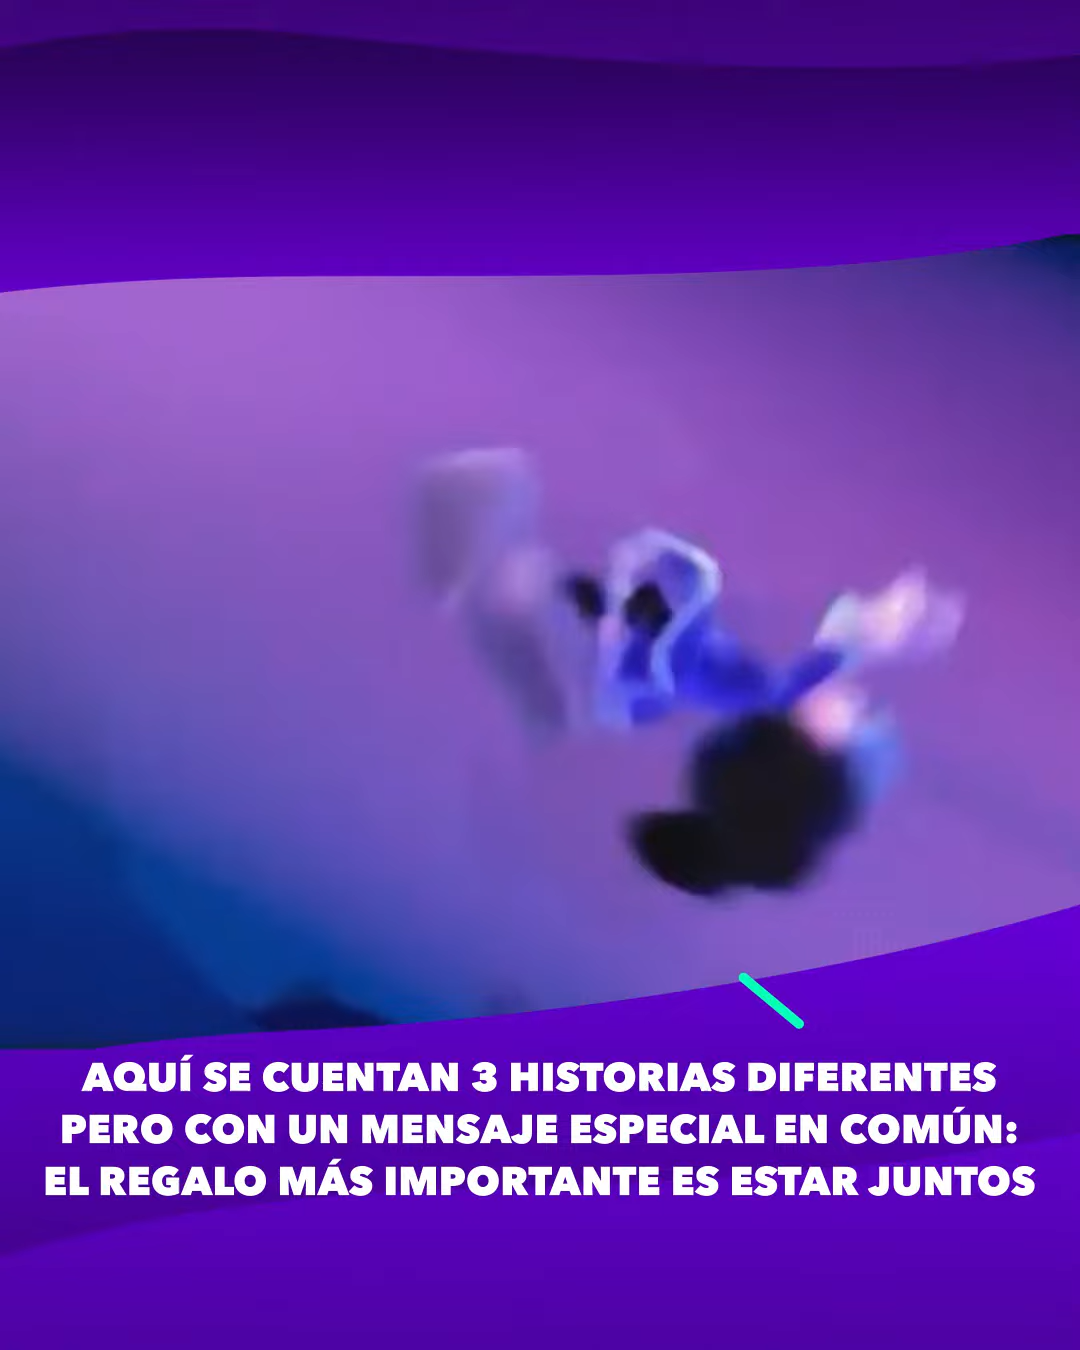 AQUÍ SE CUENTAN 3 HISTORIAS DIFERENTES
PERO CON UN MENSAJE ESPECIAL EN COMÚN:
EL REGALO MÁS IMPORTANTE ES ESTAR JUNTOS